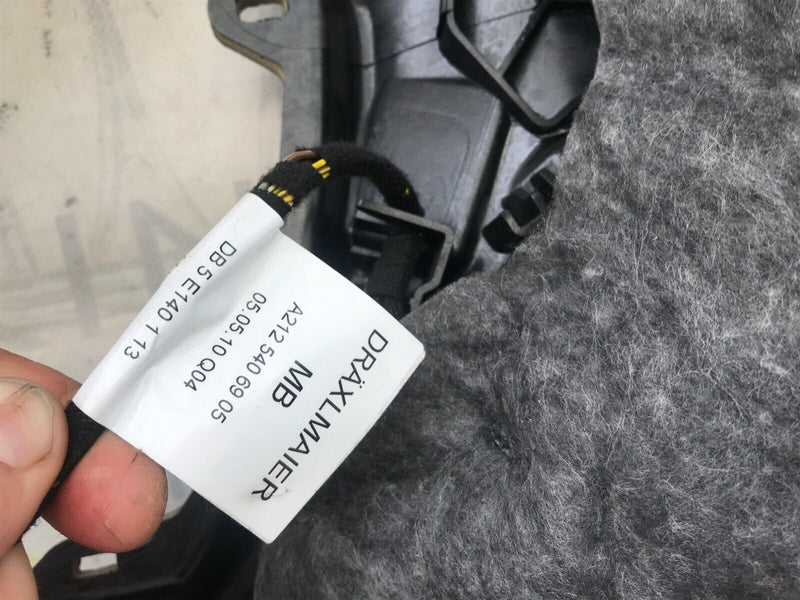 DRÄXLMAIER
MB
A212 540 69 05
05.05.10 Q04
DB 5 E140 1 13